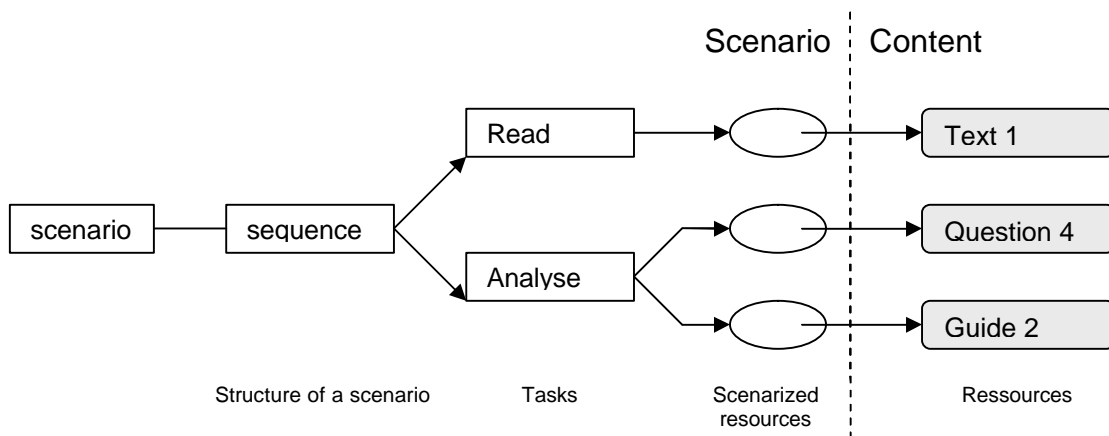 Scenario
Content
Read
Text 1
scenario
sequence
Question 4
Analyse
Guide 2
Structure of a scenario
Tasks
Scenarized
resources
Ressources